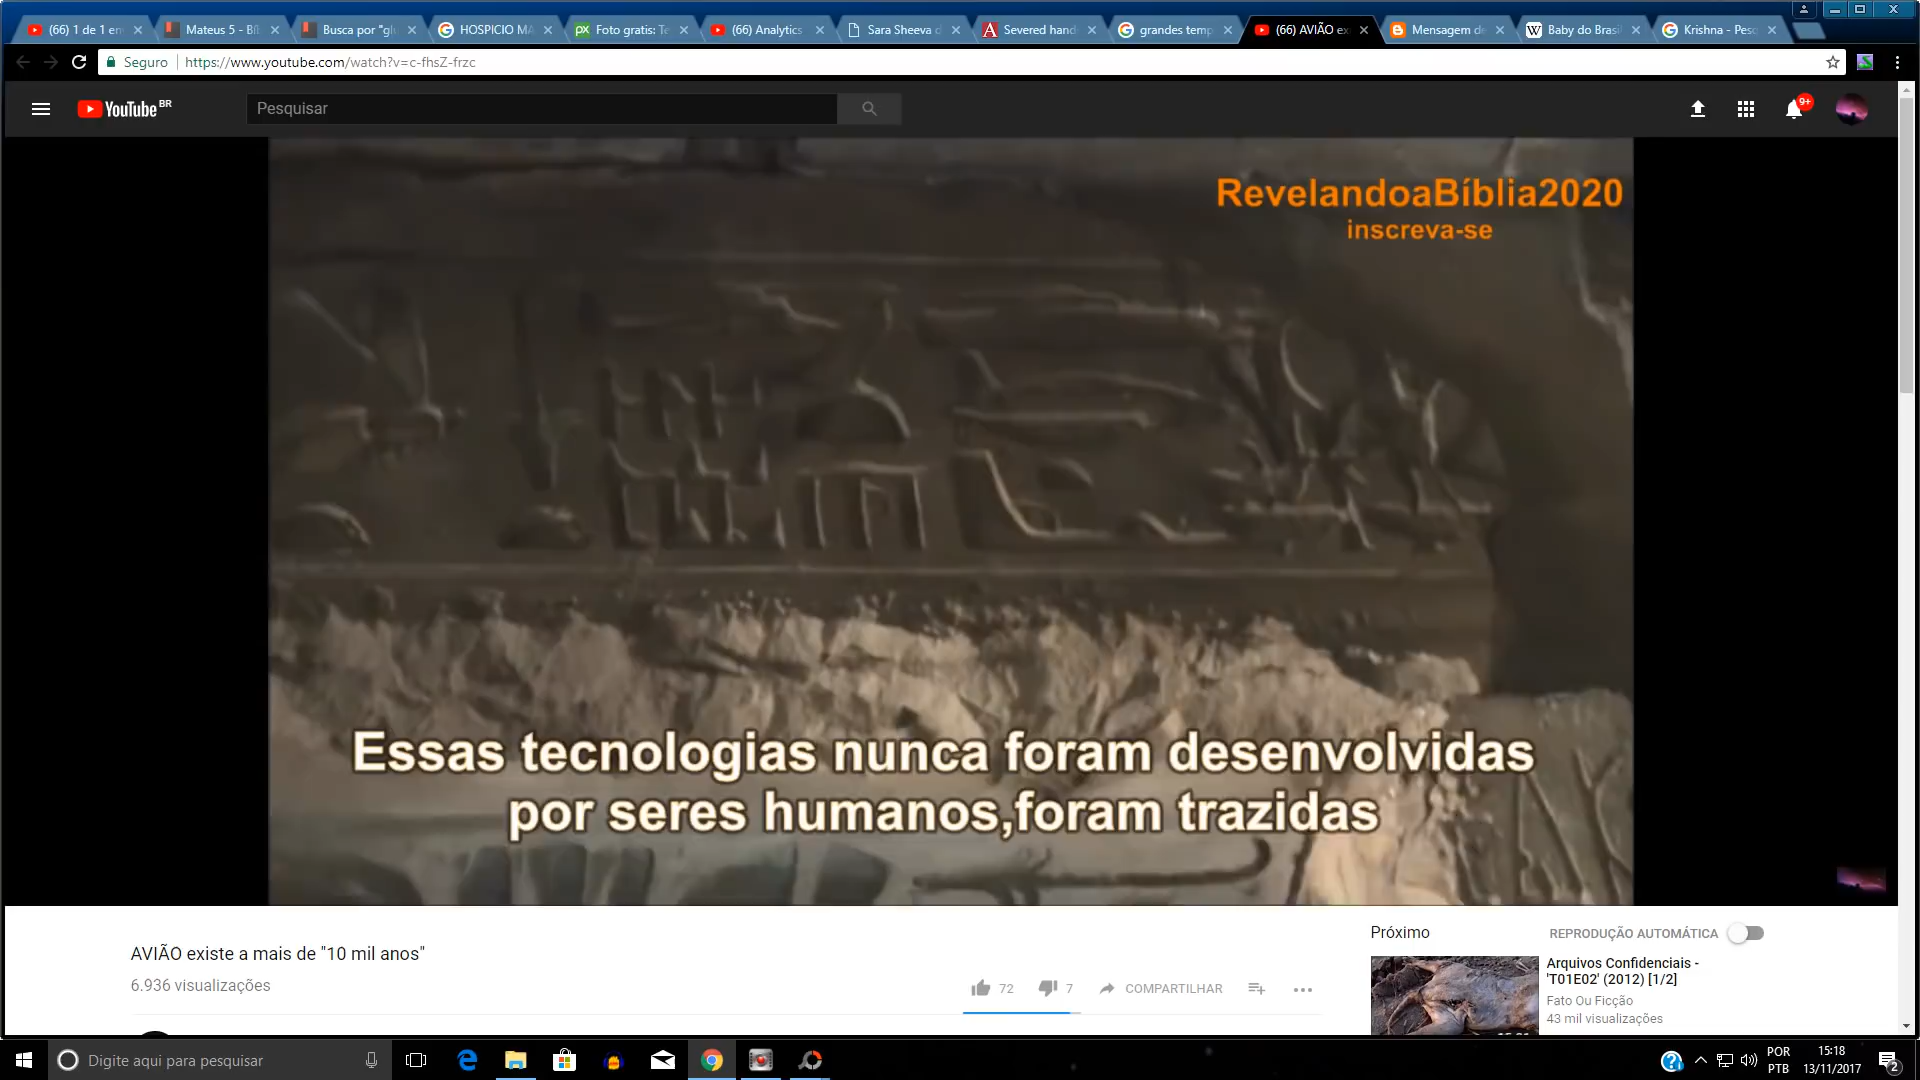 (66) 1 de 1 en
Mateus 5 - Bí
Busca por "gl
HOSPICIO MA
Foto gratis: Te
(66) Analytics
Sara Sheeva d
Severed hand
grandes temp
(66) AVIÃO ex
Mensagem de
Baby do Brasil
Krishna - Pesq
Seguro
https://www.youtube.com/watch?v=c-fhsZ-frzc
YouTube BR
Pesquisar
9+
RevelandoaBíblia2020
inscreva-se
Essas tecnologias nunca foram desenvolvidas
por seres humanos,foram trazidas
AVIÃO existe a mais de "10 mil anos"
6.936 visualizações
72
7
COMPARTILHAR
Próximo
REPRODUÇÃO AUTOMÁTICA
Arquivos Confidenciais -
'T01E02' (2012) [1/2]
Fato Ou Ficção
43 mil visualizações
Digite aqui para pesquisar
POR
PTB
15:18
13/11/2017
2